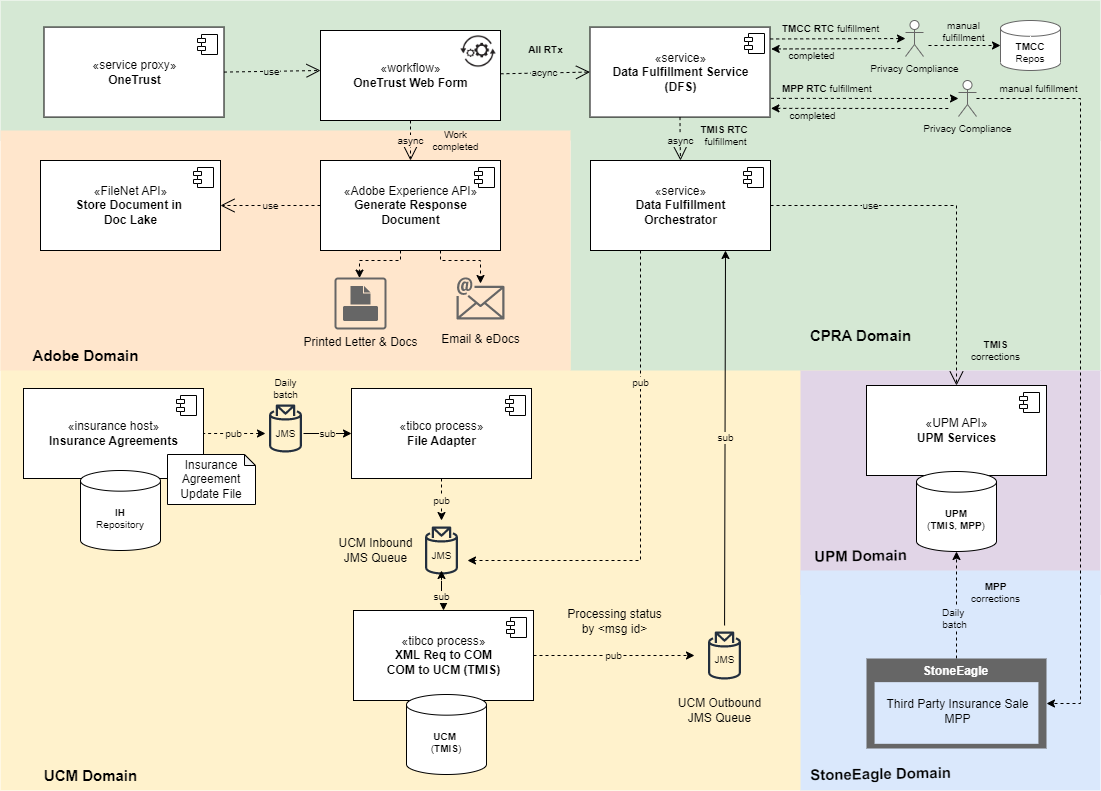 «service proxy»
OneTrust
use
«workflow»
OneTrust Web Form
All RTx
async
«service»
Data Fulfillment Service
(DFS)
TMCC RTC fulfillment
completed
Privacy Compliance
manual
fulfillment
TMCC
Repos
MPP RTC fulfillment
completed
Privacy Compliance
manual fulfillment
async
Work
completed
async
TMIS RTC
fulfillment
«FileNet API»
Store Document in
Doc Lake
use
«Adobe Experience API»
Generate Response
Document
«service»
Data Fulfillment
Orchestrator
use
@
Printed Letter & Docs
Email & eDocs
Adobe Domain
CPRA Domain
TMIS
corrections
«insurance host»
Insurance Agreements
pub
Daily
batch
JMS
sub
«tibco process»
File Adapter
pub
sub
«UPM API»
UPM Services
Insurance
Agreement
Update File
IH
Repository
pub
UCM Inbound
JMS Queue
JMS
sub
UPM
(TMIS, MPP)
UPM Domain
«tibco process»
XML Req to COM
COM to UCM (TMIS)
Processing status
by <msg id>
pub
JMS
UCM Outbound
JMS Queue
MPP
corrections
Daily
batch
StoneEagle
Third Party Insurance Sale
MPP
UCM
(TMIS)
UCM Domain
StoneEagle Domain